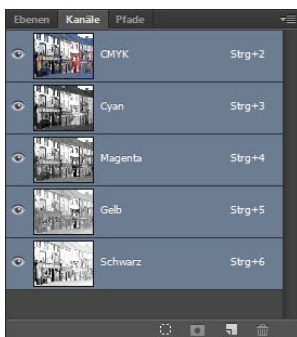 Ebenen Kanäle Pfade
CMYK Strg+2
Cyan Strg+3
Magenta Strg+4
Gelb Strg+5
Schwarz Strg+6